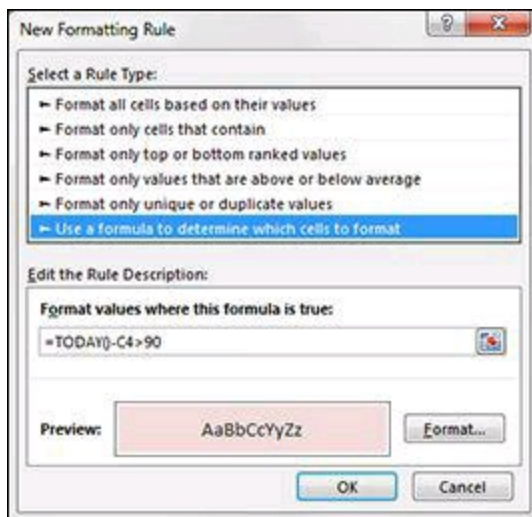 New Formatting Rule
Select a Rule Type:
► Format all cells based on their values
► Format only cells that contain
► Format only top or bottom ranked values
► Format only values that are above or below average
► Format only unique or duplicate values
► Use a formula to determine which cells to format
Edit the Rule Description:
Format values where this formula is true:
=TODAY()-C4>90
Preview: AaBbCcYyZz Format...
OK Cancel